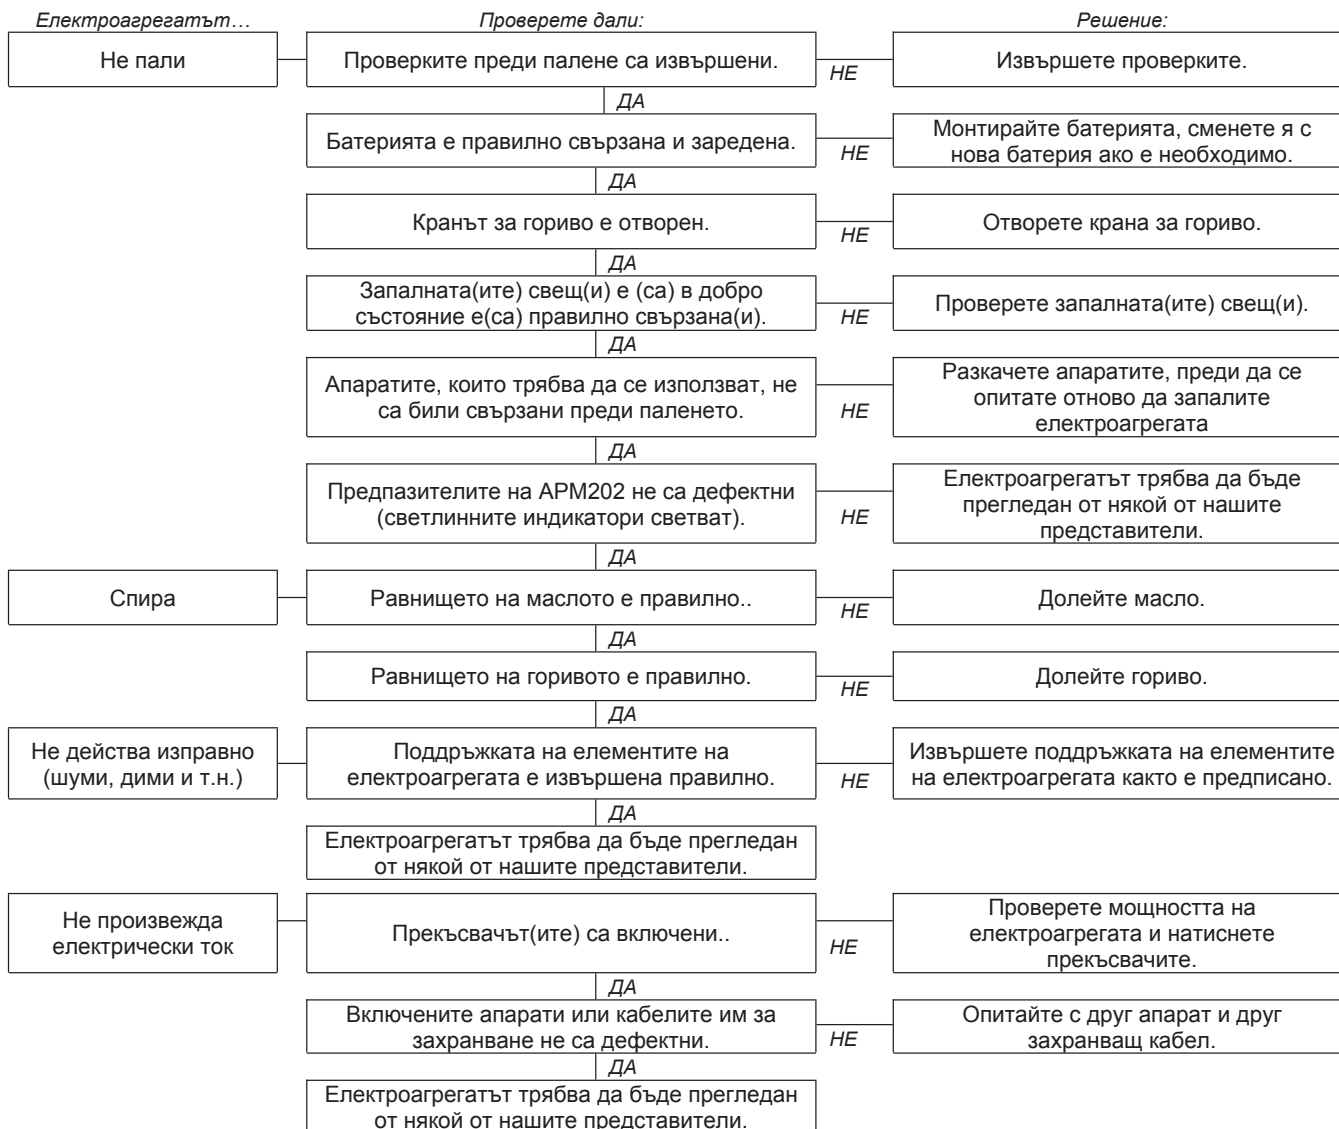 Електроагрегатът…
Проверете дали:
Решение:
Не пали
Проверките преди палене са извършени.
НЕ
Извършете проверките.
ДА
Батерията е правилно свързана и заредена.
НЕ
Монтирайте батерията, сменете я с
нова батерия ако е необходимо.
ДА
Кранът за гориво е отворен.
НЕ
Отворете крана за гориво.
ДА
Запалната(ите) свещ(и) е (са) в добро
състояние е(са) правилно свързана(и).
НЕ
Проверете запалната(ите) свещ(и).
ДА
Апаратите, които трябва да се използват, не
са били свързани преди паленето.
НЕ
Разкачете апаратите, преди да се
опитате отново да запалите
електроагрегата
ДА
Предпазителите на APM202 не са дефектни
(светлинните индикатори светват).
НЕ
Електроагрегатът трябва да бъде
прегледан от някой от нашите
представители.
ДА
Спира
Равнището на маслото е правилно..
НЕ
Долейте масло.
ДА
Равнището на горивото е правилно.
НЕ
Долейте гориво.
ДА
Не действа изправно
(шуми, дими и т.н.)
Поддръжката на елементите на
електроагрегата е извършена правилно.
НЕ
Извършете поддръжката на елементите
на електроагрегата както е предписано.
ДА
Електроагрегатът трябва да бъде прегледан
от някой от нашите представители.
Не произвежда
електрически ток
Прекъсвачът(ите) са включени..
НЕ
Проверете мощността на
електроагрегата и натиснете
прекъсвачите.
ДА
Включените апарати или кабелите им за
захранване не са дефектни.
НЕ
Опитайте с друг апарат и друг
захранващ кабел.
ДА
Електроагрегатът трябва да бъде прегледан
от някой от нашите представители.